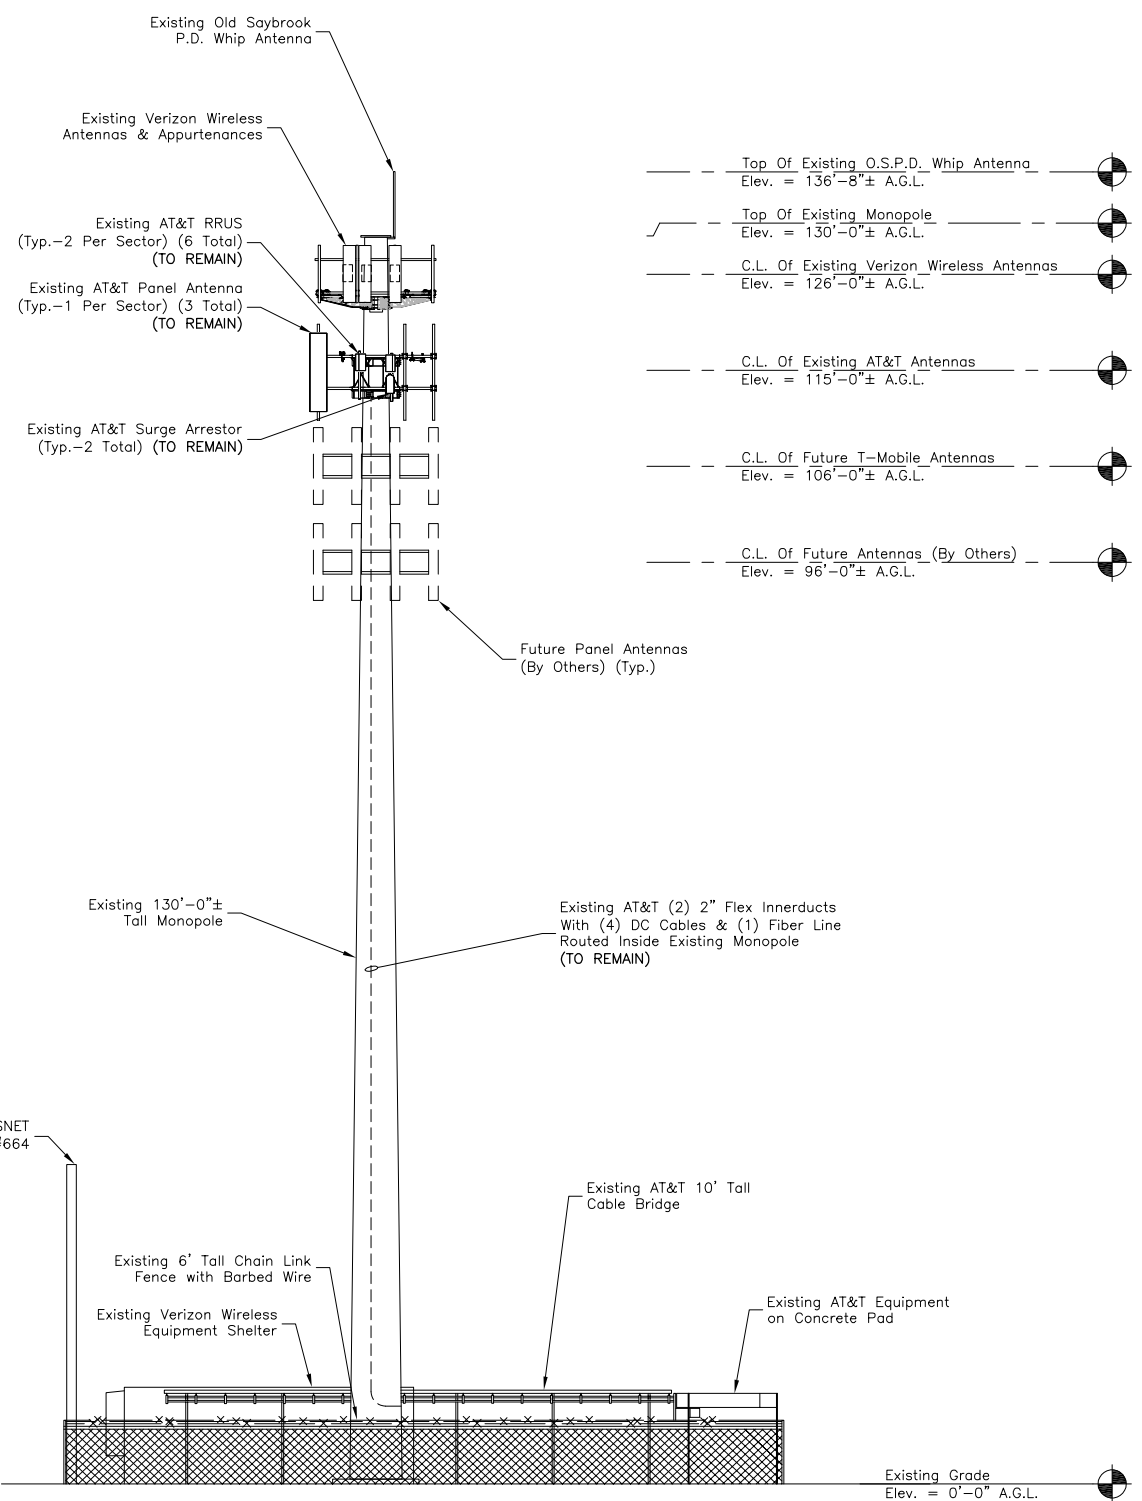 Existing Old Saybrook
P.D. Whip Antenna
Existing Verizon Wireless
Antennas & Appurtenances
Existing AT&T RRUS
(Typ.-2 Per Sector) (6 Total)
(TO REMAIN)
Existing AT&T Panel Antenna
(Typ.-1 Per Sector) (3 Total)
(TO REMAIN)
Existing AT&T Surge Arrestor
(Typ.-2 Total) (TO REMAIN)
Top Of Existing O.S.P.D. Whip Antenna
Elev. = 136'-8"± A.G.L.
Top Of Existing Monopole
Elev. = 130'-0"± A.G.L.
C.L. Of Existing Verizon Wireless Antennas
Elev. = 126'-0"± A.G.L.
C.L. Of Existing AT&T Antennas
Elev. = 115'-0"± A.G.L.
C.L. Of Future T-Mobile Antennas
Elev. = 106'-0"± A.G.L.
C.L. Of Future Antennas (By Others)
Elev. = 96'-0"± A.G.L.
Future Panel Antennas
(By Others) (Typ.)
Existing 130'-0"±
Tall Monopole
Existing AT&T (2) 2" Flex Innerducts
With (4) DC Cables & (1) Fiber Line
Routed Inside Existing Monopole
(TO REMAIN)
SNET
664
Existing AT&T 10' Tall
Cable Bridge
Existing 6' Tall Chain Link
Fence with Barbed Wire
Existing Verizon Wireless
Equipment Shelter
Existing AT&T Equipment
on Concrete Pad
Existing Grade
Elev. = 0'-0" A.G.L.